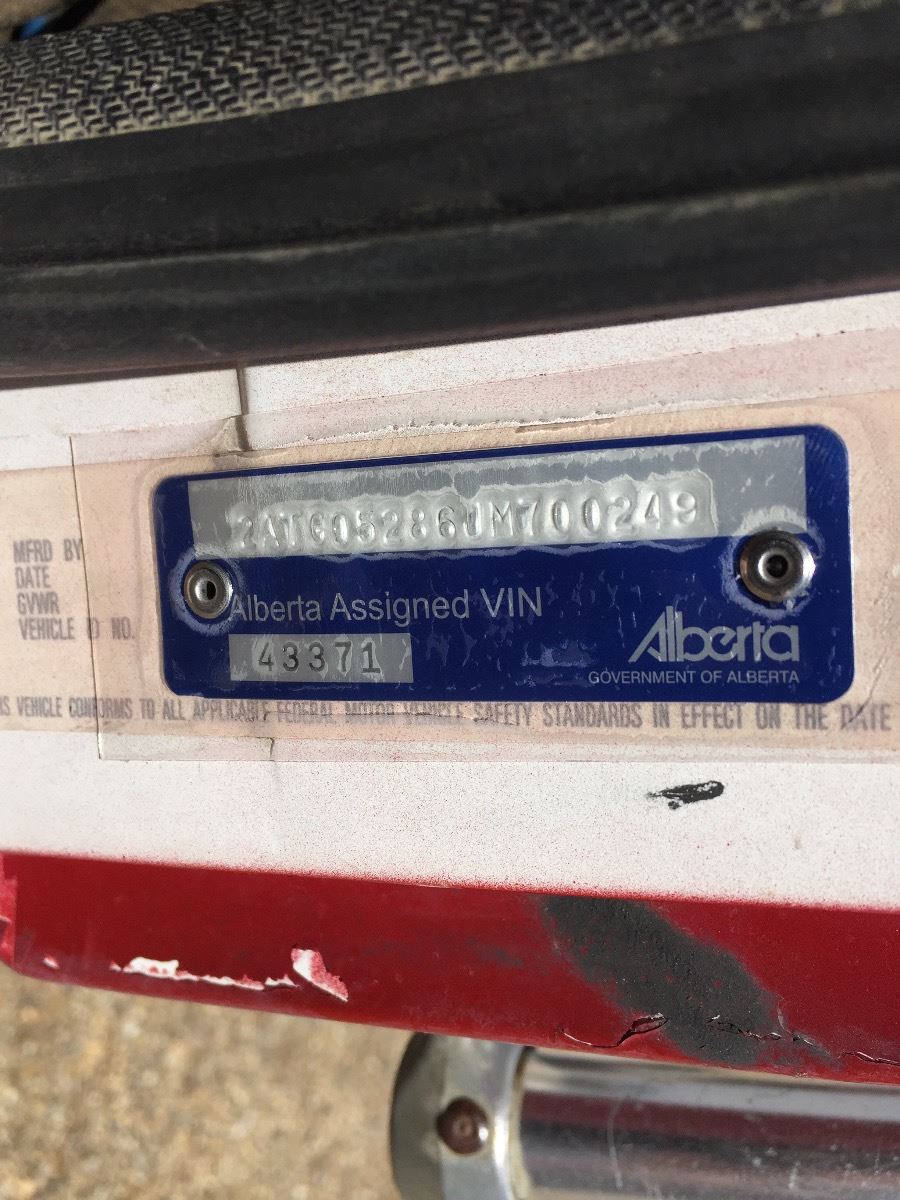 2ATG05286JM700249
Alberta Assigned VIN
43371
Alberta
GOVERNMENT OF ALBERTA
MFRD BY
DATE
GVWR
VEHICLE ID NO.
VEHICLE CONFORMS TO ALL APPLICABLE FEDERAL MOTOR VEHICLE SAFETY STANDARDS IN EFFECT ON THE DATE